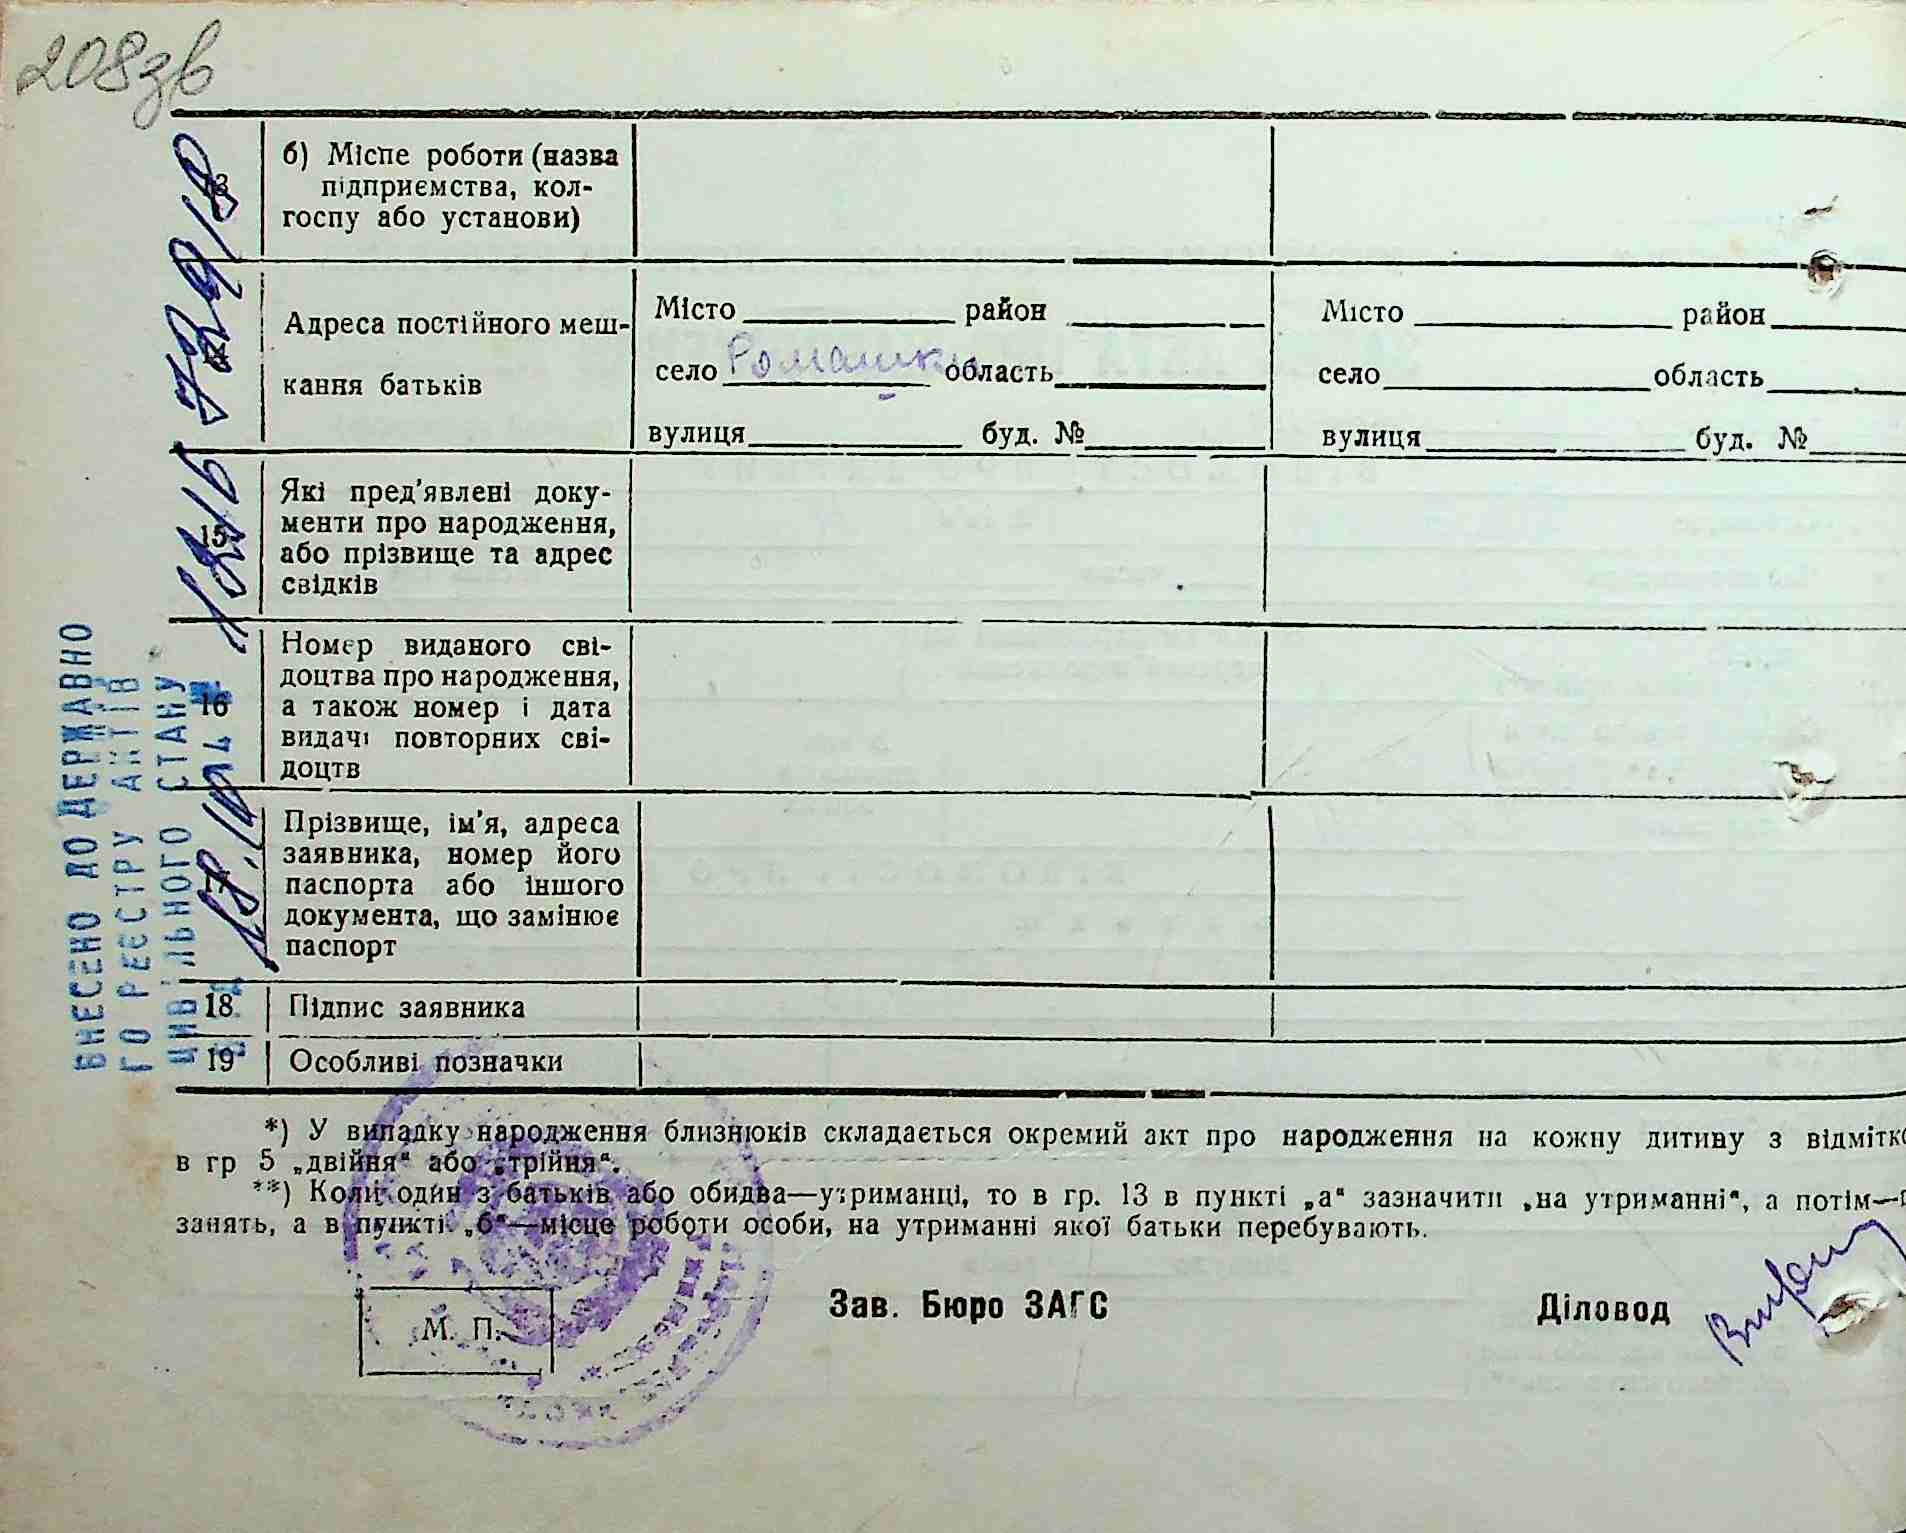 208зв
13 б) Місце роботи (назва
підприємства, кол-
госпу або установи)
14 Адреса постійного меш-
кання батьків
Місто район
село Ромашки область
вулиця буд. №
Місто район
село область
вулиця буд. №
15 Які пред'явлені доку-
менти про народження,
або прізвище та адрес
свідків
16 Номер виданого сві-
доцтва про народження,
а також номер і дата
видачі повторних сві-
доцтв
17 Прізвище, ім'я, адреса
заявника, номер його
паспорта або іншого
документа, що замінює
паспорт
18 Підпис заявника
19 Особливі позначки
ВНЕСЕНО ДО ДЕРЖАВНО
ГО РЕЄСТРУ АКТІВ
ЦИВІЛЬНОГО СТАНУ
*) У випадку народження близнюків складається окремий акт про народження на кожну дитину з відмітко
в гр 5 „двійня“ або „трійня“.
**) Коли один з батьків або обидва—утриманці, то в гр. 13 в пункті „а“ зазначити „на утриманні“, а потім—
занять, а в пункті „б“—місце роботи особи, на утриманні якої батьки перебувають.
М. П.
Зав. Бюро ЗАГС
Діловод